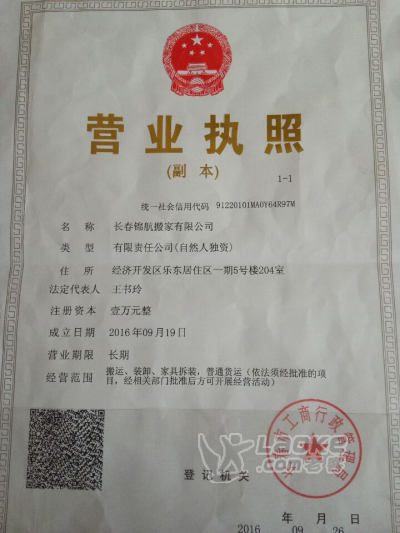 营业执照
(副 本)
1-1
统一社会信用代码 91220101MA0Y64R97M
名 称 长春锦航搬家有限公司
类 型 有限责任公司(自然人独资)
住 所 经济开发区乐东居住区一期5号楼204室
法定代表人 王书玲
注册资本 壹万元整
成立日期 2016年09月19日
营业期限 长期
经营范围 搬运、装卸、家具拆装，普通货运（依法须经批准的项
目，经相关部门批准后方可开展经营活动）
工商行政管理局
登记机关
年 月 日
2016 09 26